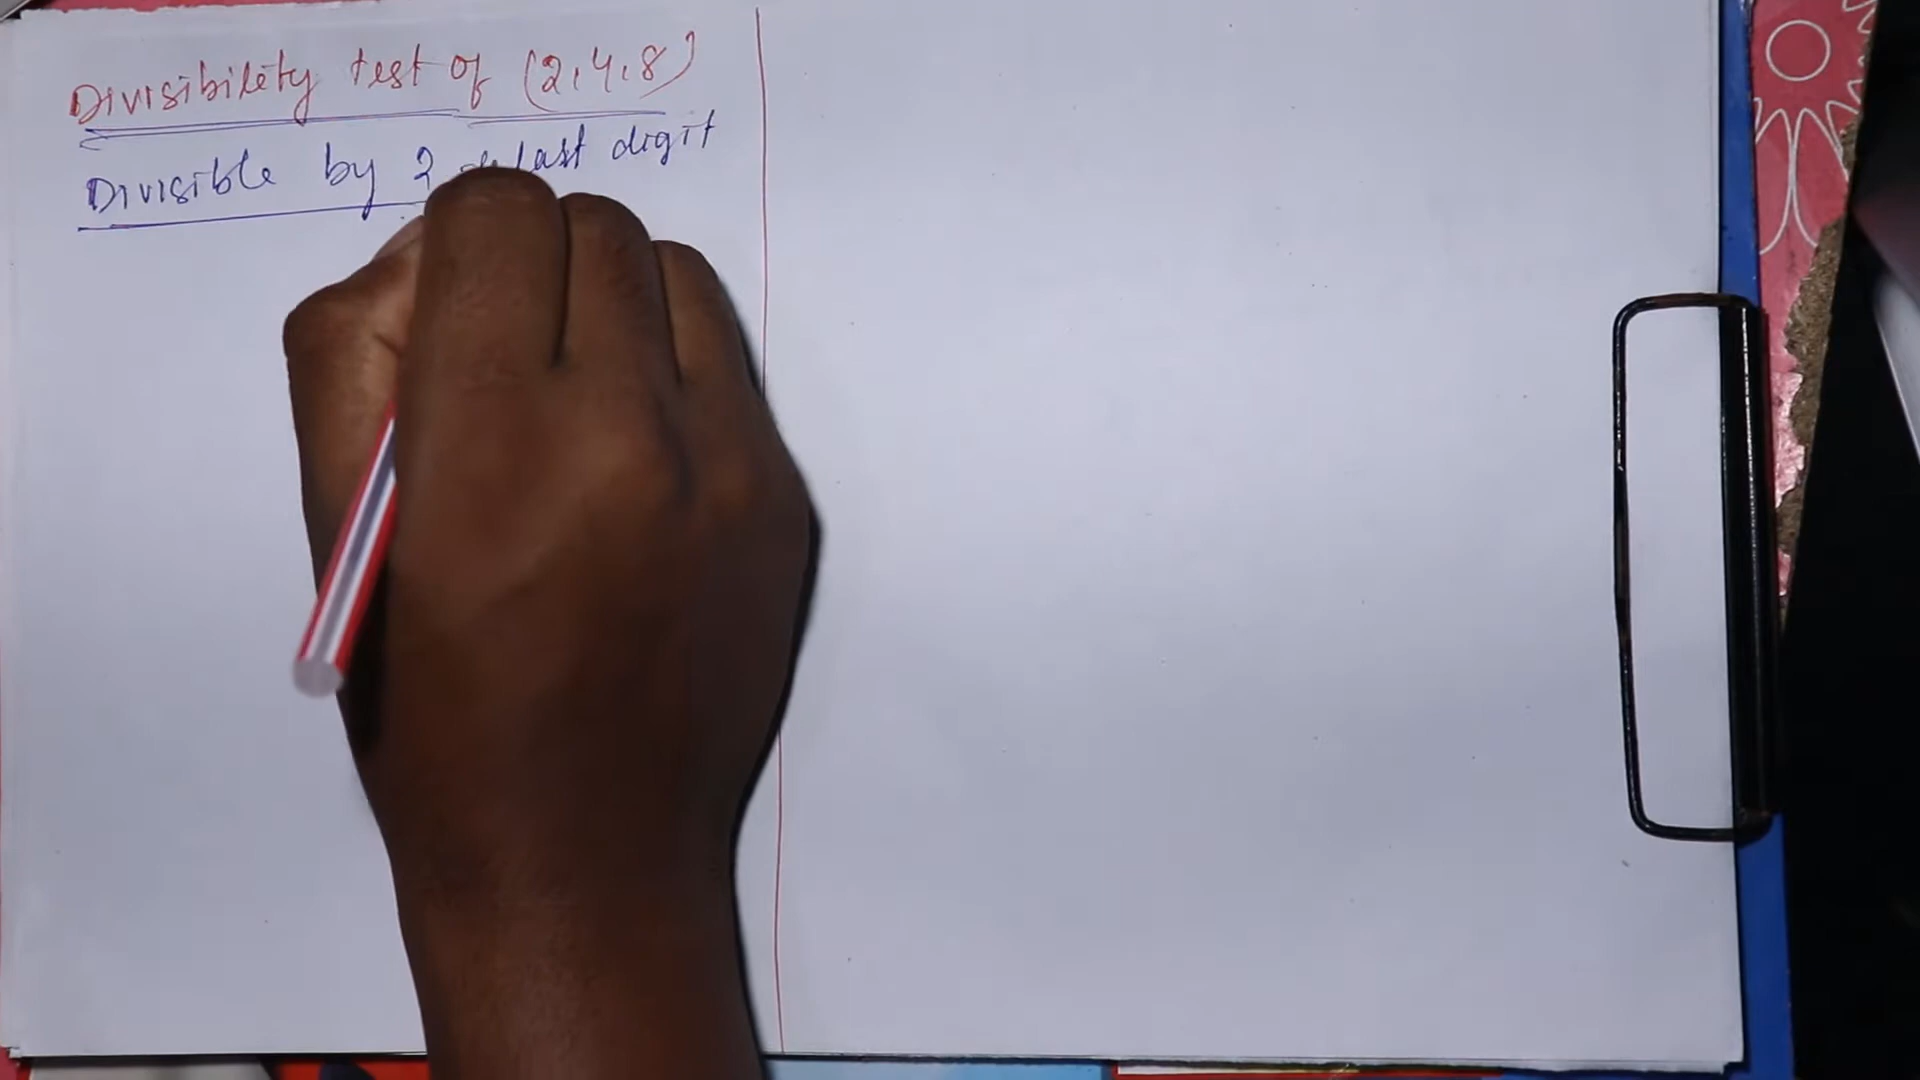 Divisibility test of (2,4,8)
Divisible by 2 last digit